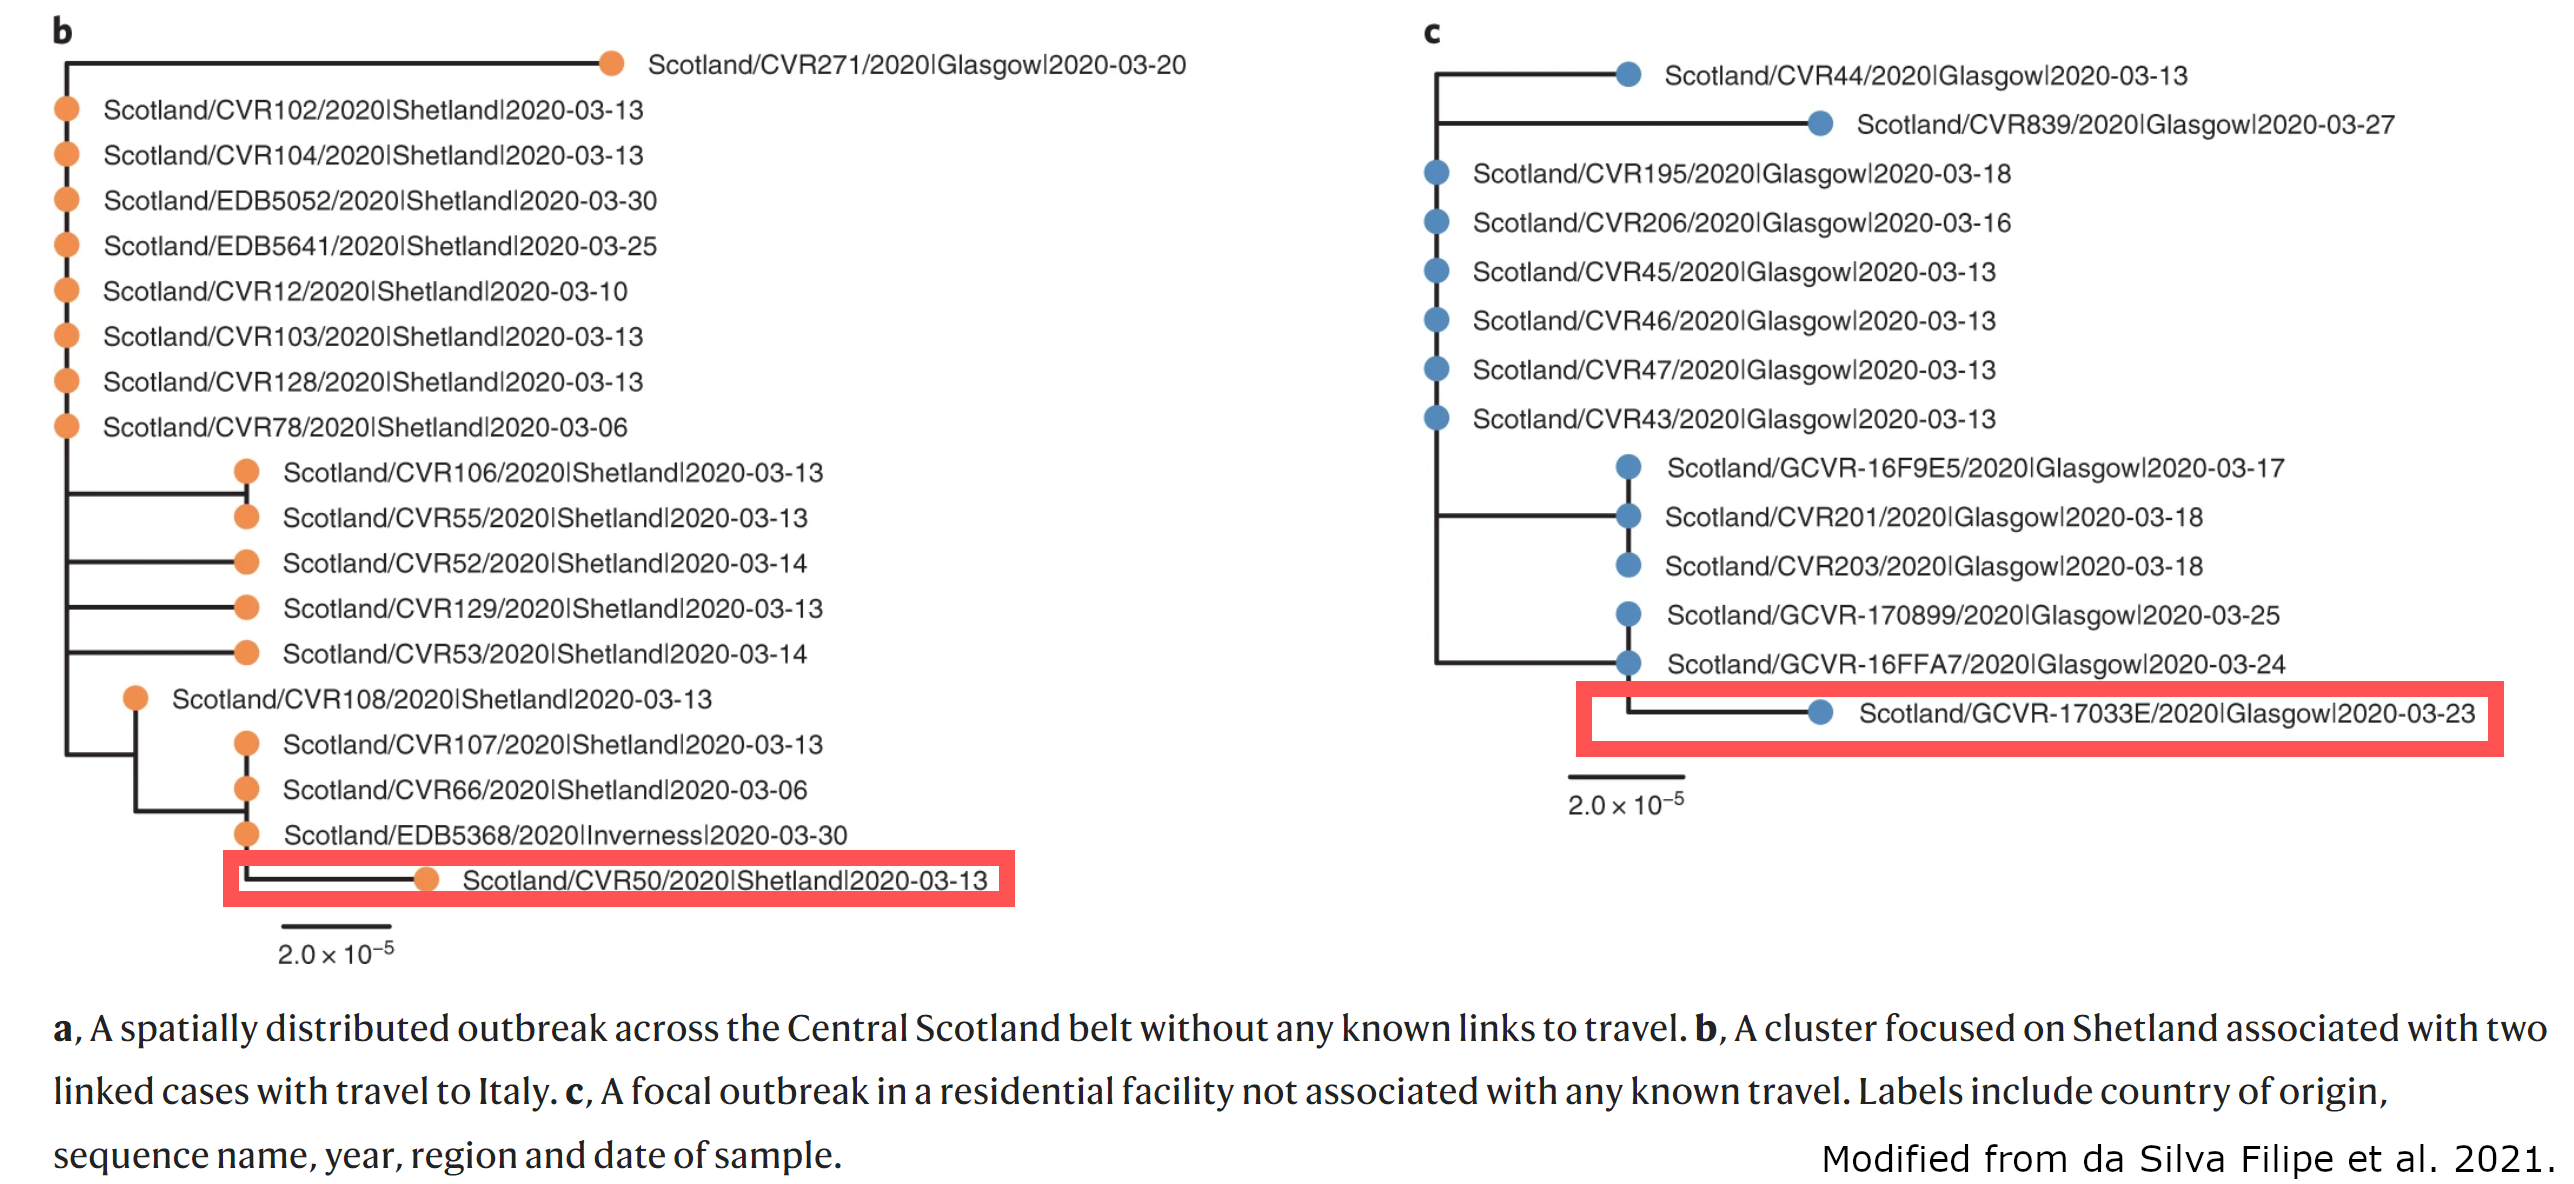 b
Scotland/CVR271/2020|Glasgow|2020-03-20
Scotland/CVR102/2020|Shetland|2020-03-13
Scotland/CVR104/2020|Shetland|2020-03-13
Scotland/EDB5052/2020|Shetland|2020-03-30
Scotland/EDB5641/2020|Shetland|2020-03-25
Scotland/CVR12/2020|Shetland|2020-03-10
Scotland/CVR103/2020|Shetland|2020-03-13
Scotland/CVR128/2020|Shetland|2020-03-13
Scotland/CVR78/2020|Shetland|2020-03-06
Scotland/CVR106/2020|Shetland|2020-03-13
Scotland/CVR55/2020|Shetland|2020-03-13
Scotland/CVR52/2020|Shetland|2020-03-14
Scotland/CVR129/2020|Shetland|2020-03-13
Scotland/CVR53/2020|Shetland|2020-03-14
Scotland/CVR108/2020|Shetland|2020-03-13
Scotland/CVR107/2020|Shetland|2020-03-13
Scotland/CVR66/2020|Shetland|2020-03-06
Scotland/EDB5368/2020|Inverness|2020-03-30
Scotland/CVR50/2020|Shetland|2020-03-13
2.0 × 10⁻⁵
c
Scotland/CVR44/2020|Glasgow|2020-03-13
Scotland/CVR839/2020|Glasgow|2020-03-27
Scotland/CVR195/2020|Glasgow|2020-03-18
Scotland/CVR206/2020|Glasgow|2020-03-16
Scotland/CVR45/2020|Glasgow|2020-03-13
Scotland/CVR46/2020|Glasgow|2020-03-13
Scotland/CVR47/2020|Glasgow|2020-03-13
Scotland/CVR43/2020|Glasgow|2020-03-13
Scotland/GCVR-16F9E5/2020|Glasgow|2020-03-17
Scotland/CVR201/2020|Glasgow|2020-03-18
Scotland/CVR203/2020|Glasgow|2020-03-18
Scotland/GCVR-170899/2020|Glasgow|2020-03-25
Scotland/GCVR-16FFA7/2020|Glasgow|2020-03-24
Scotland/GCVR-17033E/2020|Glasgow|2020-03-23
2.0 × 10⁻⁵
a, A spatially distributed outbreak across the Central Scotland belt without any known links to travel. b, A cluster focused on Shetland associated with two
linked cases with travel to Italy. c, A focal outbreak in a residential facility not associated with any known travel. Labels include country of origin,
sequence name, year, region and date of sample.
Modified from da Silva Filipe et al. 2021.